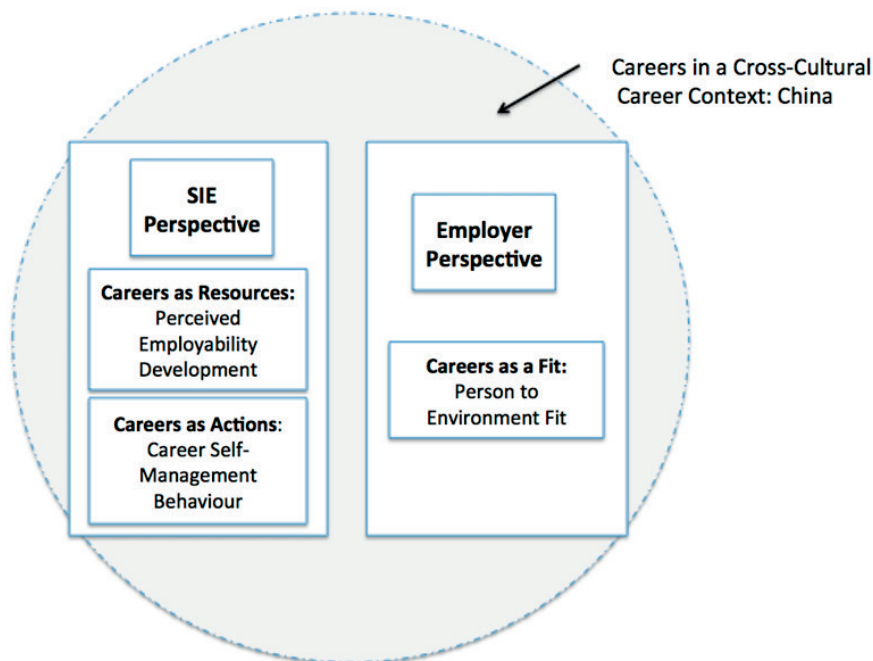 Careers in a Cross-Cultural
Career Context: China
SIE
Perspective
Careers as Resources:
Perceived
Employability
Development
Careers as Actions:
Career Self-
Management
Behaviour
Employer
Perspective
Careers as a Fit:
Person to
Environment Fit